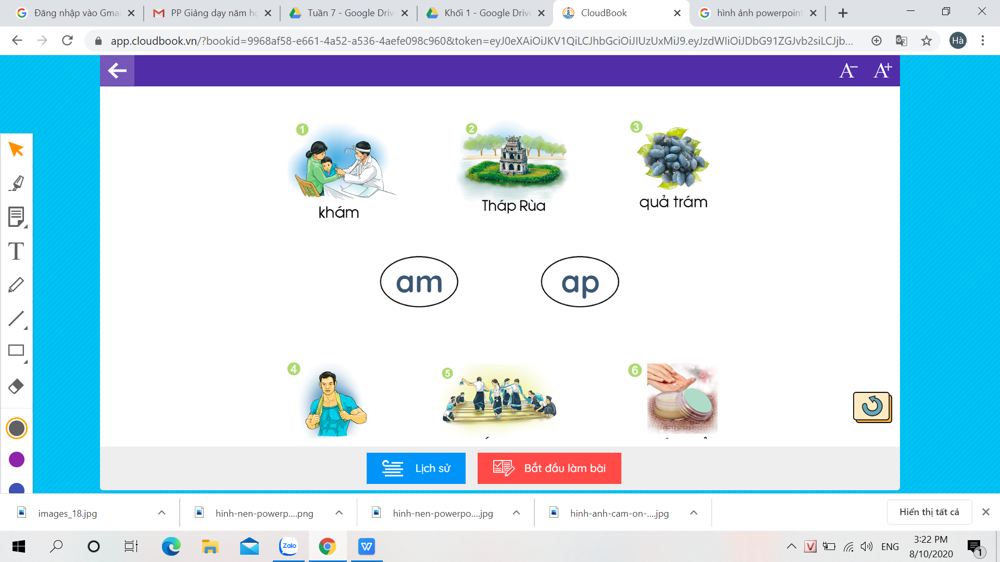 Đăng nhập vào Gmai
PP Giảng dạy năm họ
Tuần 7 - Google Driv
Khối 1 - Google Drive
CloudBook
hình ảnh powerpoint
app.cloudbook.vn/?bookid=9968af58-e661-4a52-a536-4aefe098c960&token=eyJ0eXAiOiJKV1QiLCJhbGciOiJIUzUxMiJ9.eyJzdWIiOiJDbG91ZGJvb2siLCJjb...
Hà
A− A+
1
2
3
khám
Tháp Rùa
quả trám
am
ap
T
4
5
6
Lịch sử
Bắt đầu làm bài
images_18.jpg
hinh-nen-powerp....png
hinh-nen-powerpo....jpg
hinh-anh-cam-on-....jpg
Hiển thị tất cả
Zalo
W
V
ENG
3:22 PM
8/10/2020
1